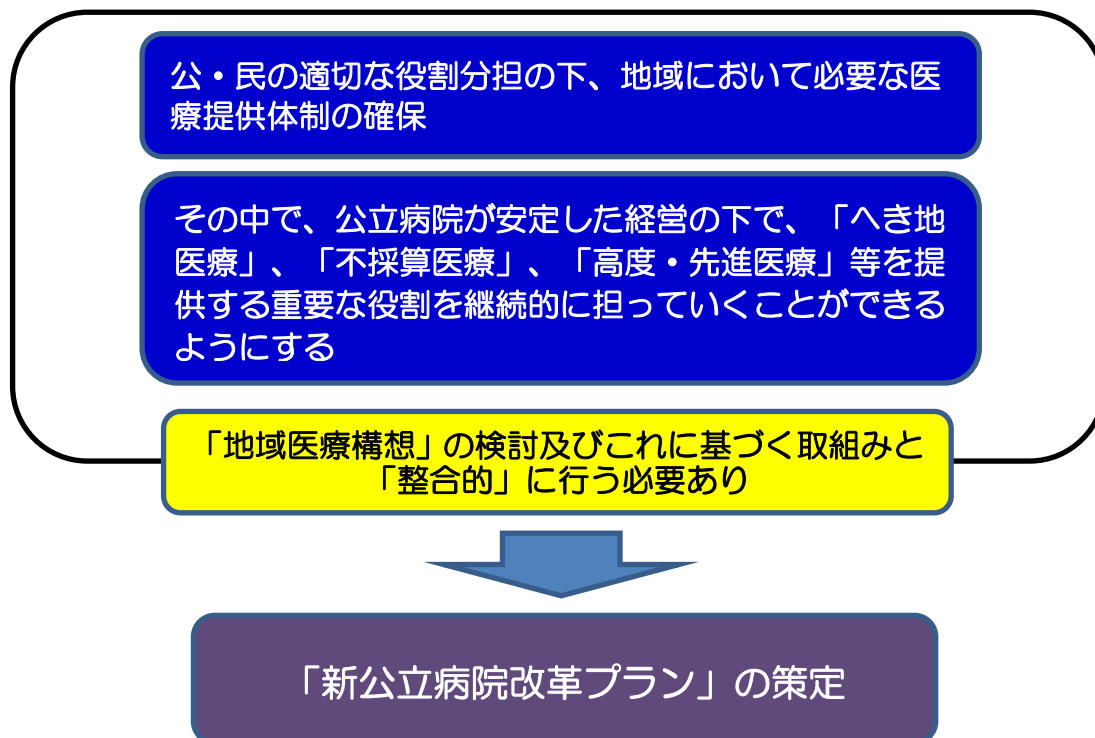 公・民の適切な役割分担の下、地域において必要な医
療提供体制の確保
その中で、公立病院が安定した経営の下で、「へき地
医療」、「不採算医療」、「高度・先進医療」等を提
供する重要な役割を継続的に担っていくことができる
ようにする
「地域医療構想」の検討及びこれに基づく取組みと
「整合的」に行う必要あり
「新公立病院改革プラン」の策定